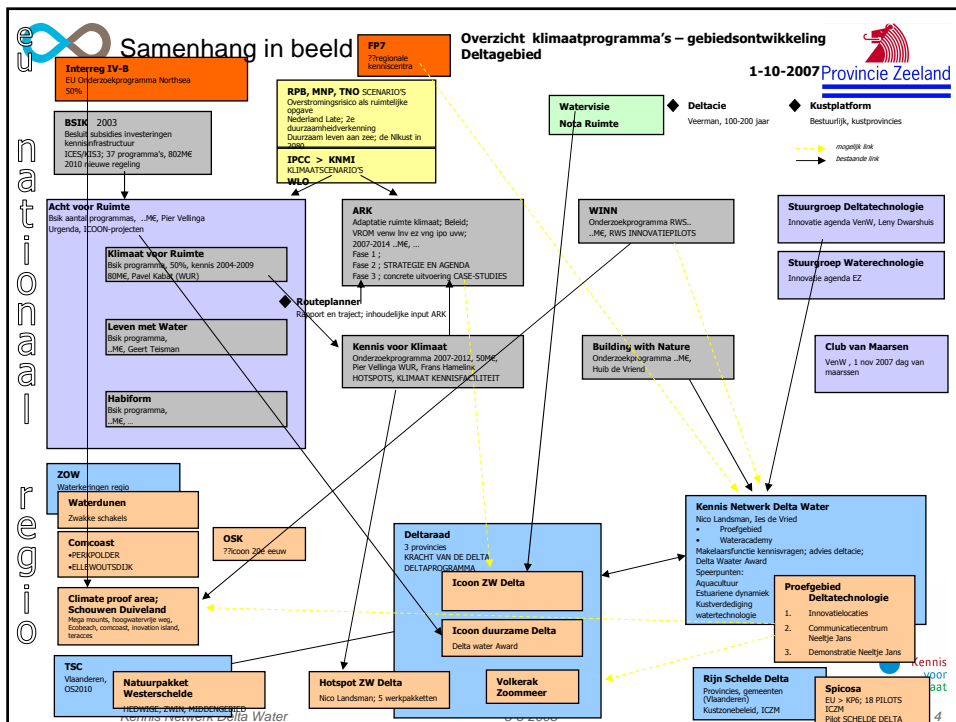 eu nationaal regio
Samenhang in beeld
Overzicht klimaatprogramma's – gebiedsontwikkeling
Deltagebied
1-10-2007
Provincie Zeeland
FP7
??regionale
kenniscentra
Interreg IV-B
EU Onderzoekprogramma Northsea
50%
RPB, MNP, TNO SCENARIO'S
Overstromingsrisico als ruimtelijke
opgave
Nederland Late; 2e
duurzaamheidverkenning
Duurzaam leven aan zee; de Nlkust in
2080
IPCC > KNMI
KLIMAATSCENARIO'S
WLO
Watervisie
Nota Ruimte
Deltacie
Veerman, 100-200 jaar
Kustplatform
Bestuurlijk, kustprovincies
mogelijk link
bestaande link
BSIK 2003
Besluit subsidies investeringen
kennisinfrastructuur
ICES/KIS3; 37 programma's, 802M€
2010 nieuwe regeling
Acht voor Ruimte
Bsik aantal programmas, ..M€, Pier Vellinga
Urgenda, ICOON-projecten
Klimaat voor Ruimte
Bsik programma, 50%, kennis 2004-2009
80M€, Pavel Kabat (WUR)
Leven met Water
Bsik programma,
..M€, Geert Teisman
Habiform
Bsik programma,
..M€, ...
ARK
Adaptatie ruimte klimaat; Beleid;
VROM venw lnv ez vng ipo uvw;
2007-2014 ..M€, ...
Fase 1 ;
Fase 2 ; STRATEGIE EN AGENDA
Fase 3 ; concrete uitvoering CASE-STUDIES
Routeplanner
Rapport en traject; inhoudelijke input ARK
Kennis voor Klimaat
Onderzoekprogramma 2007-2012, 50M€,
Pier Vellinga WUR, Frans Hamelink
HOTSPOTS, KLIMAAT KENNISFACILITEIT
WINN
Onderzoekprogramma RWS..
..M€, RWS INNOVATIEPILOTS
Building with Nature
Onderzoekprogramma ..M€,
Huib de Vriend
Stuurgroep Deltatechnologie
Innovatie agenda VenW, Leny Dwarshuis
Stuurgroep Waterechnologie
Innovatie agenda EZ
Club van Maarsen
VenW , 1 nov 2007 dag van
maarssen
ZOW
Waterkeringen regio
Waterdunen
Zwakke schakels
Comcoast
•PERKPOLDER
•ELLEWOUTSDIJK
OSK
??icoon 20e eeuw
Climate proof area;
Schouwen Duiveland
Mega mounts, hoogwatervrije weg,
Ecobeach, comcoast, inovation island,
teracces
TSC
Vlaanderen,
OS2010
Natuurpakket
Westerschelde
HEDWIGE, ZWIN, MIDDENGEBIED
Hotspot ZW Delta
Nico Landsman; 5 werkpakketten
Deltaraad
3 provincies
KRACHT VAN DE DELTA
DELTAPROGRAMMA
Icoon ZW Delta
Icoon duurzame Delta
Delta water Award
Volkerak
Zoommeer
Kennis Netwerk Delta Water
Nico Landsman, Ies de Vried
• Proefgebied
• Wateracademy
Makelaarsfunctie kennisvragen; advies deltacie;
Delta Waater Award
Speerpunten:
Aquacultuur
Estuariene dynamiek
Kustverdediging
watertechnologie
Proefgebied
Deltatechnologie
1. Innovatielocaties
2. Communicatiecentrum
Neeltje Jans
3. Demonstratie Neeltje Jans
Rijn Schelde Delta
Provincies, gemeenten
(Vlaanderen)
Kustzonebeleid, ICZM
Spicosa
EU > KP6; 18 PILOTS
ICZM
Pilot SCHELDE DELTA
Kennis
voor
aat
Kennis Netwerk Delta Water
4